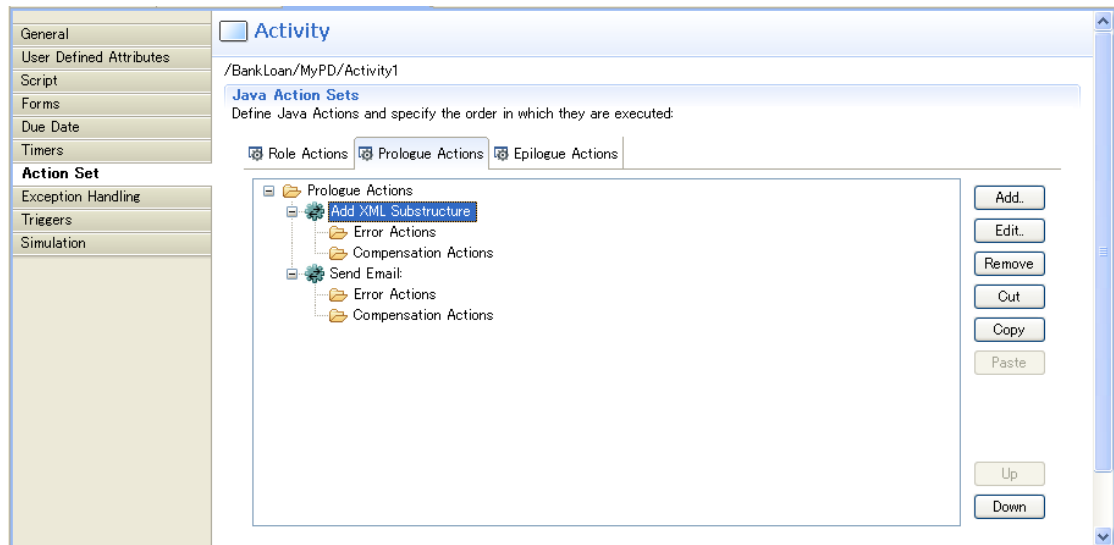 General
User Defined Attributes
Script
Forms
Due Date
Timers
Action Set
Exception Handling
Triggers
Simulation
Activity
/BankLoan/MyPD/Activity1
Java Action Sets
Define Java Actions and specify the order in which they are executed:
Role Actions Prologue Actions Epilogue Actions
Prologue Actions
Add XML Substructure
Error Actions
Compensation Actions
Send Email:
Error Actions
Compensation Actions
Add..
Edit..
Remove
Cut
Copy
Paste
Up
Down